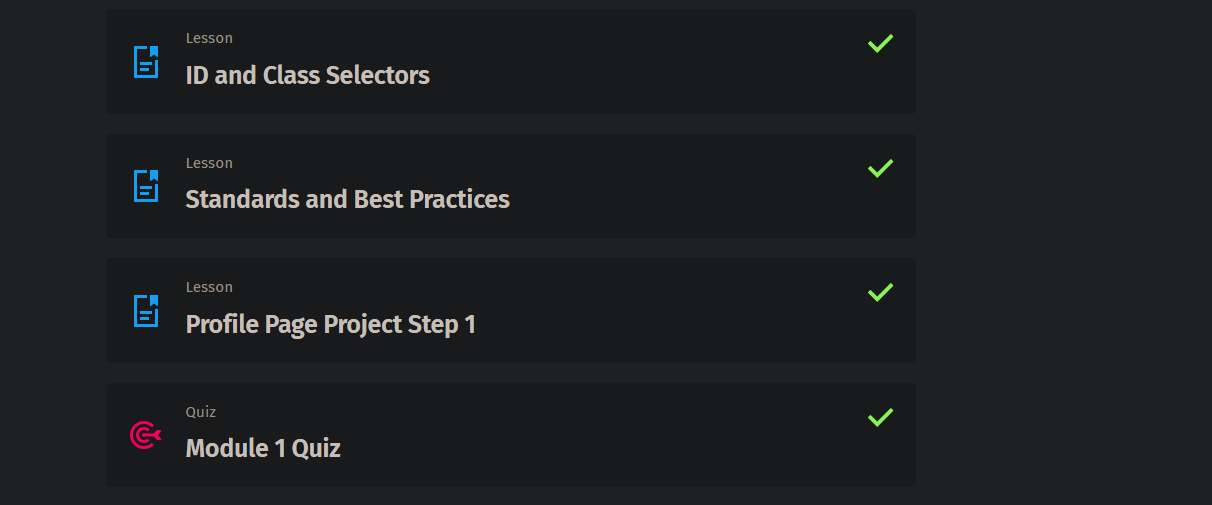 Lesson
ID and Class Selectors
Lesson
Standards and Best Practices
Lesson
Profile Page Project Step 1
Quiz
Module 1 Quiz